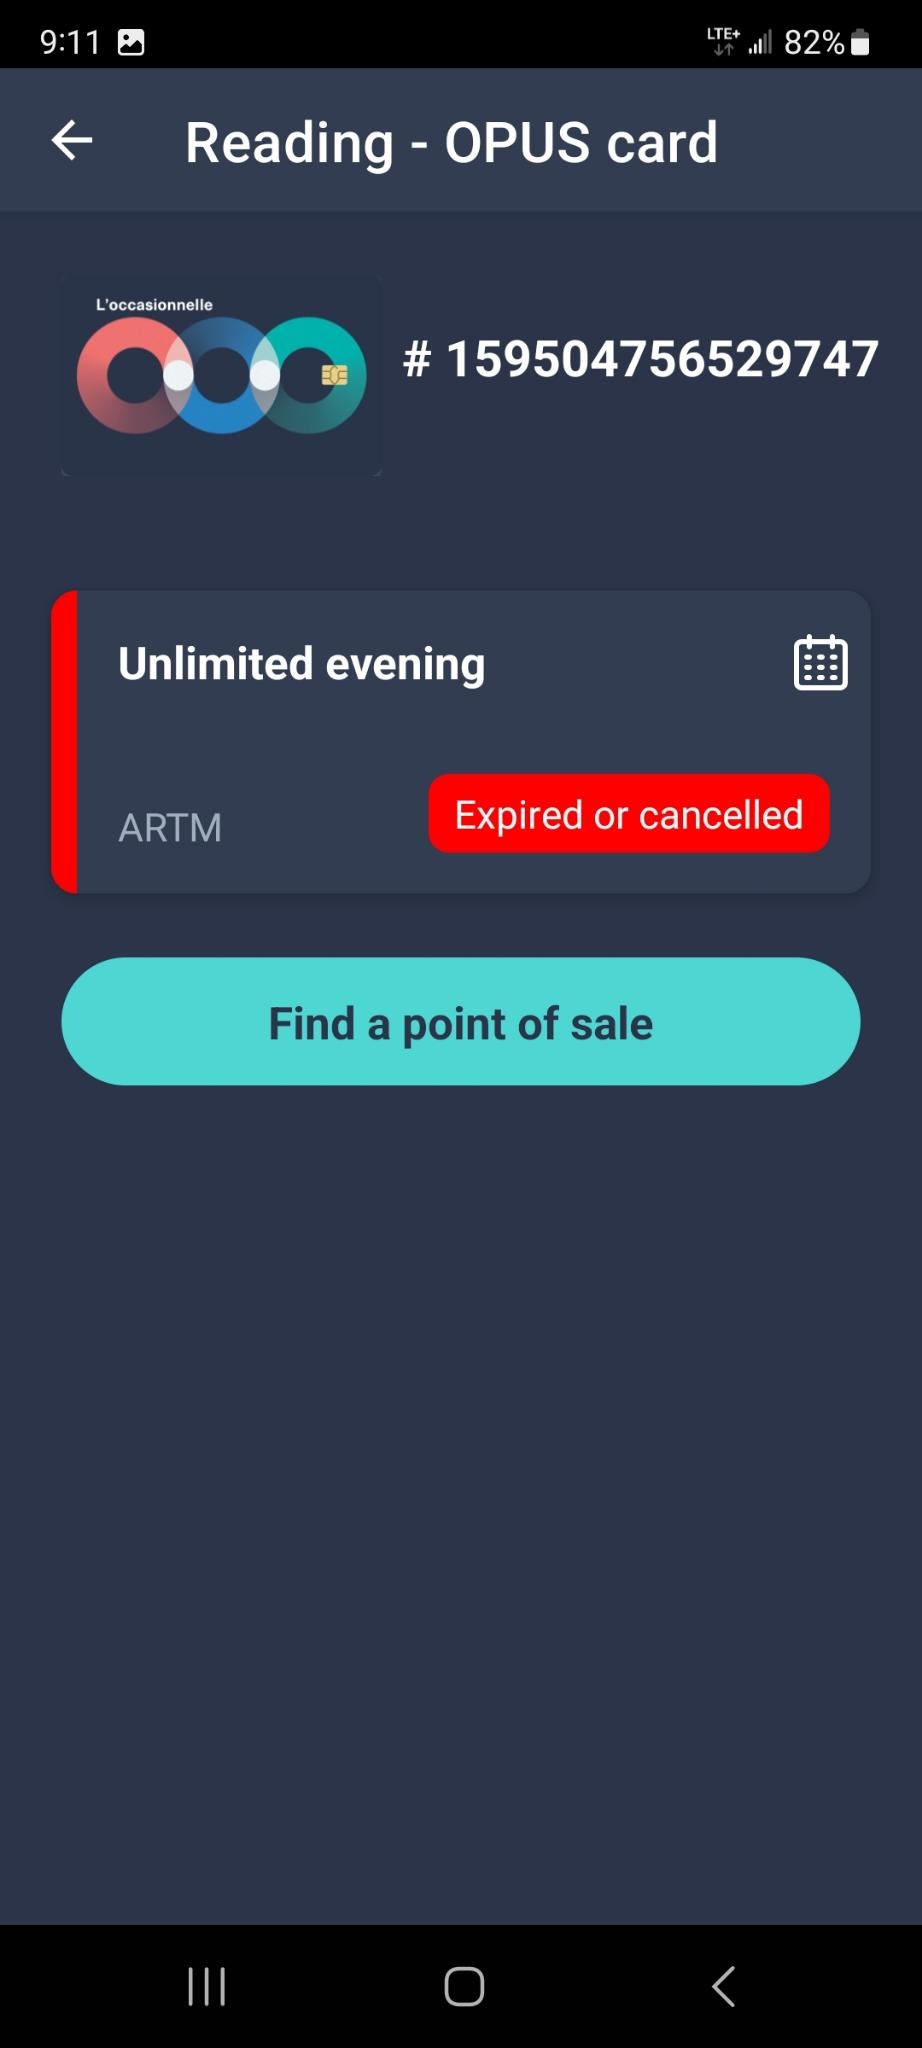 9:11 LTE+ 82%
Reading - OPUS card
L'occasionnelle
# 159504756529747
Unlimited evening
ARTM
Expired or cancelled
Find a point of sale